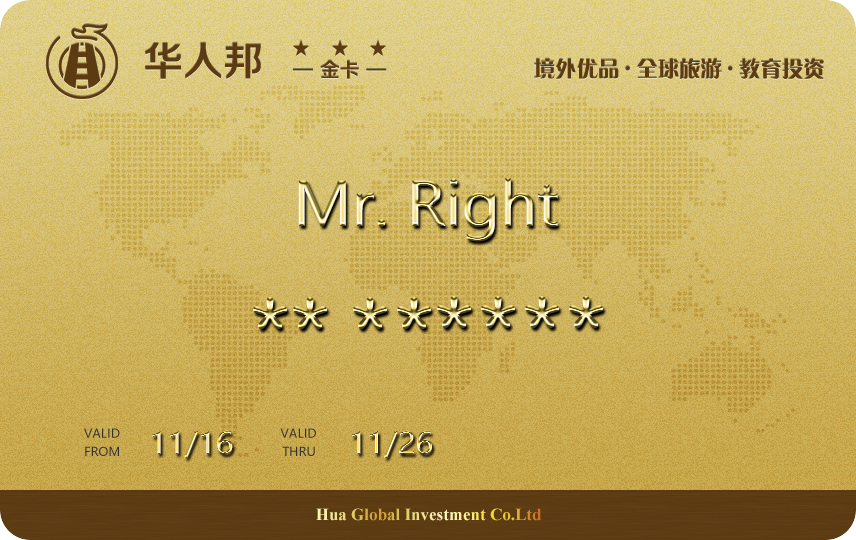 华人邦
★ ★ ★
— 金卡 —
境外优品·全球旅游·教育投资
Mr. Right
** ******
VALID FROM 11/16 VALID THRU 11/26
Hua Global Investment Co.Ltd